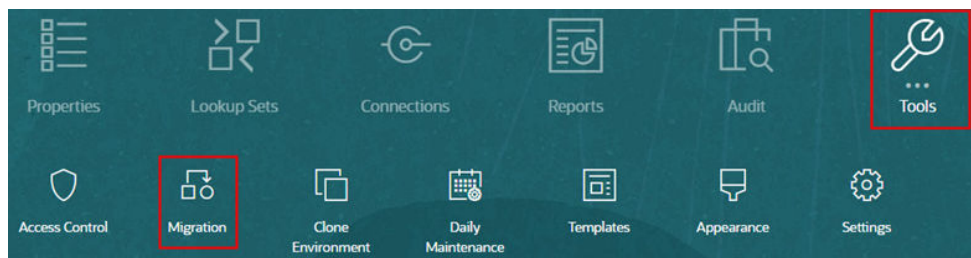 Properties
Lookup Sets
Connections
Reports
Audit
Tools
Access Control
Migration
Clone
Environment
Daily
Maintenance
Templates
Appearance
Settings